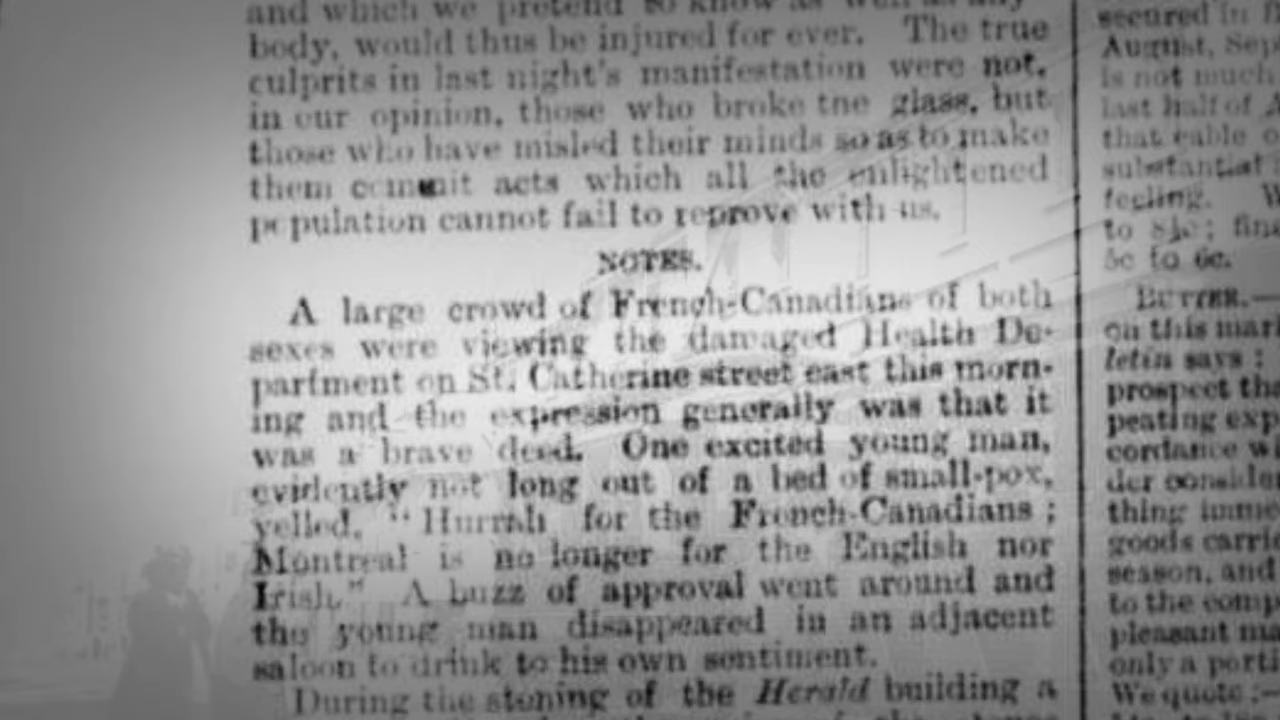 and which we pretend so know as well as any
body, would thus be injured for ever. The true
culprits in last night's manifestation were not,
in our opinion, those who broke tne glass, but
those who have misled their minds so as to make
them commit acts which all the enlightened
population cannot fail to reprove with us.
NOTES.
A large crowd of French-Canadians of both
sexes were viewing the damaged Health De-
partment on St. Catherine street east this morn-
ing and the expression generally was that it
was a brave deed. One excited young man,
evidently not long out of a bed of small-pox,
yelled, "Hurrah for the French-Canadians;
Montreal is no longer for the English nor
Irish." A buzz of approval went around and
the young man disappeared in an adjacent
saloon to drink to his own sentiment.
During the stoning of the Herald building a
secured in
August, Sep
is not much
last half of
that cable
substantial
feeling.
to 8¼c; fin
5c to 6c.
BUTTER.—
on this mar
letin says:
prospect tha
peating exp
cordance wi
der consider
thing imme
goods carri
season, and
to the comp
pleasant ma
only a porti
We quote:—